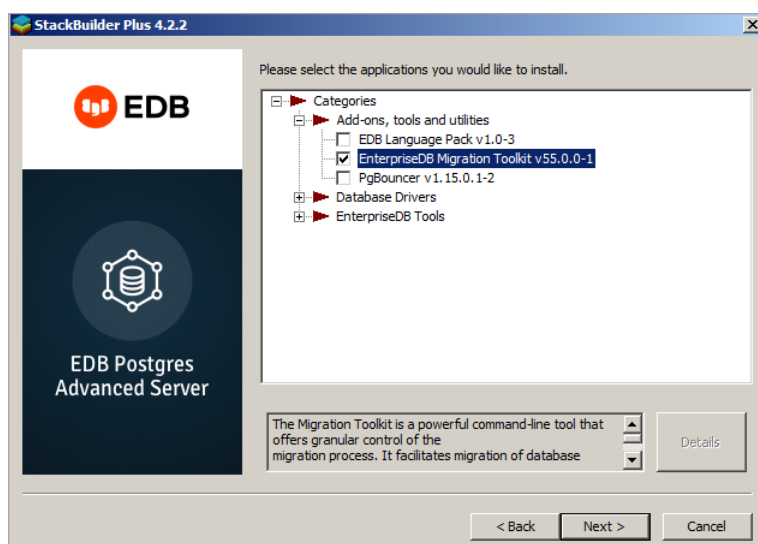 StackBuilder Plus 4.2.2
EDB
EDB Postgres
Advanced Server
Please select the applications you would like to install.
Categories
Add-ons, tools and utilities
EDB Language Pack v1.0-3
EnterpriseDB Migration Toolkit v55.0.0-1
PgBouncer v1.15.0.1-2
Database Drivers
EnterpriseDB Tools
The Migration Toolkit is a powerful command-line tool that
offers granular control of the
migration process. It facilitates migration of database
Details
< Back
Next >
Cancel